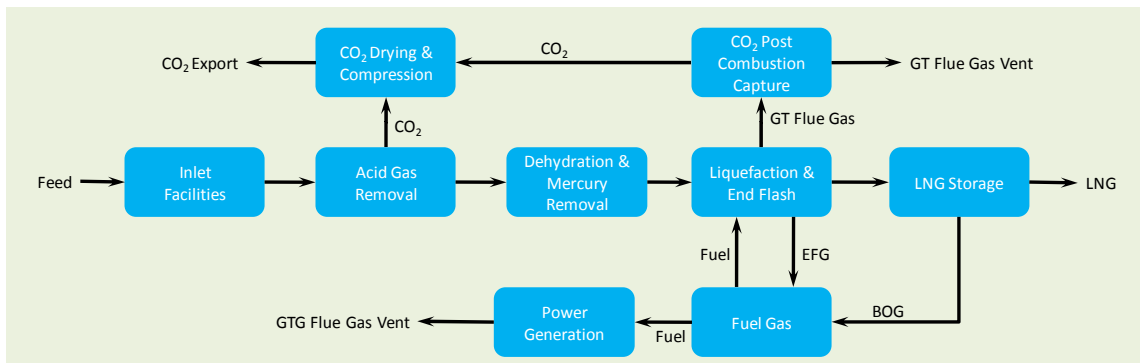 CO₂ Export
CO₂ Drying &
Compression
CO₂
CO₂ Post
Combustion
Capture
GT Flue Gas Vent
CO₂
GT Flue Gas
Feed
Inlet
Facilities
Acid Gas
Removal
Dehydration &
Mercury
Removal
Liquefaction &
End Flash
LNG Storage
LNG
Fuel
EFG
BOG
GTG Flue Gas Vent
Power
Generation
Fuel
Fuel Gas